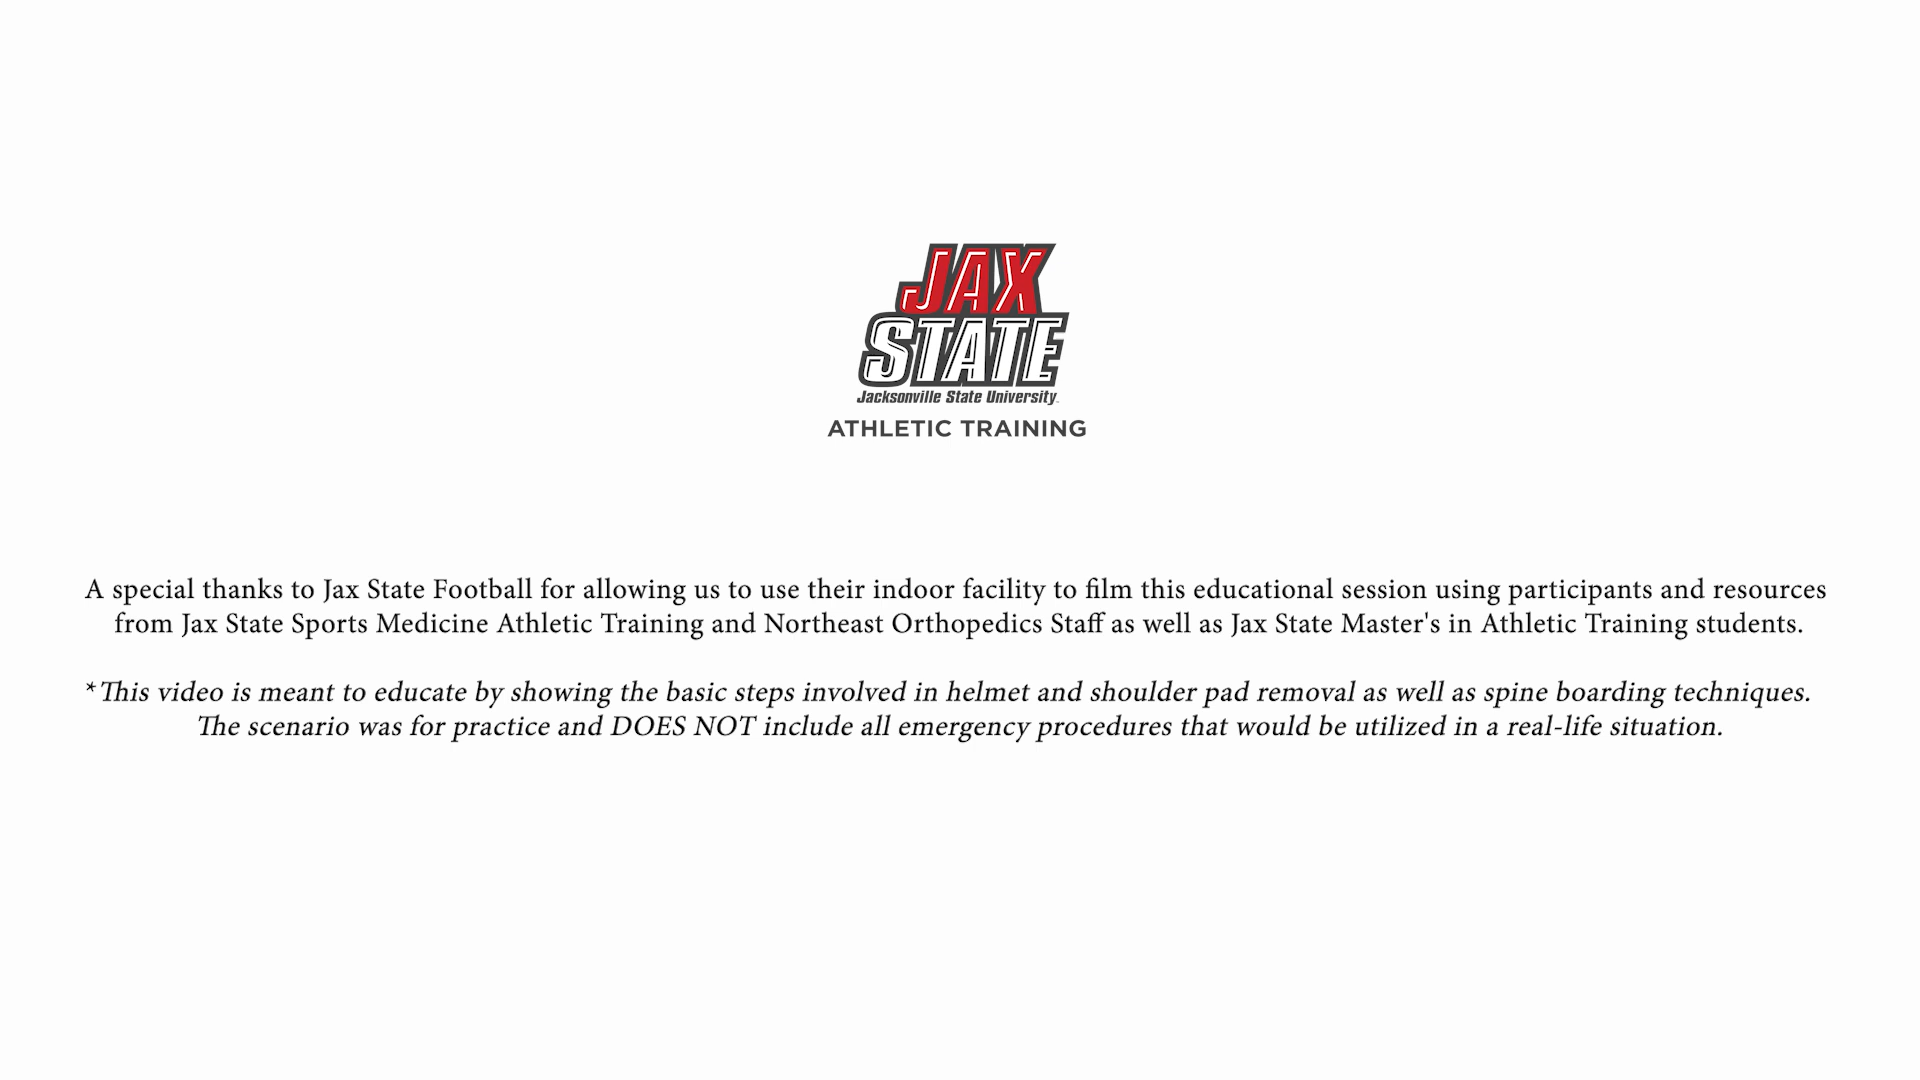 JAX
STATE
Jacksonville State University
ATHLETIC TRAINING
A special thanks to Jax State Football for allowing us to use their indoor facility to film this educational session using participants and resources
from Jax State Sports Medicine Athletic Training and Northeast Orthopedics Staff as well as Jax State Master's in Athletic Training students.
*This video is meant to educate by showing the basic steps involved in helmet and shoulder pad removal as well as spine boarding techniques.
The scenario was for practice and DOES NOT include all emergency procedures that would be utilized in a real-life situation.